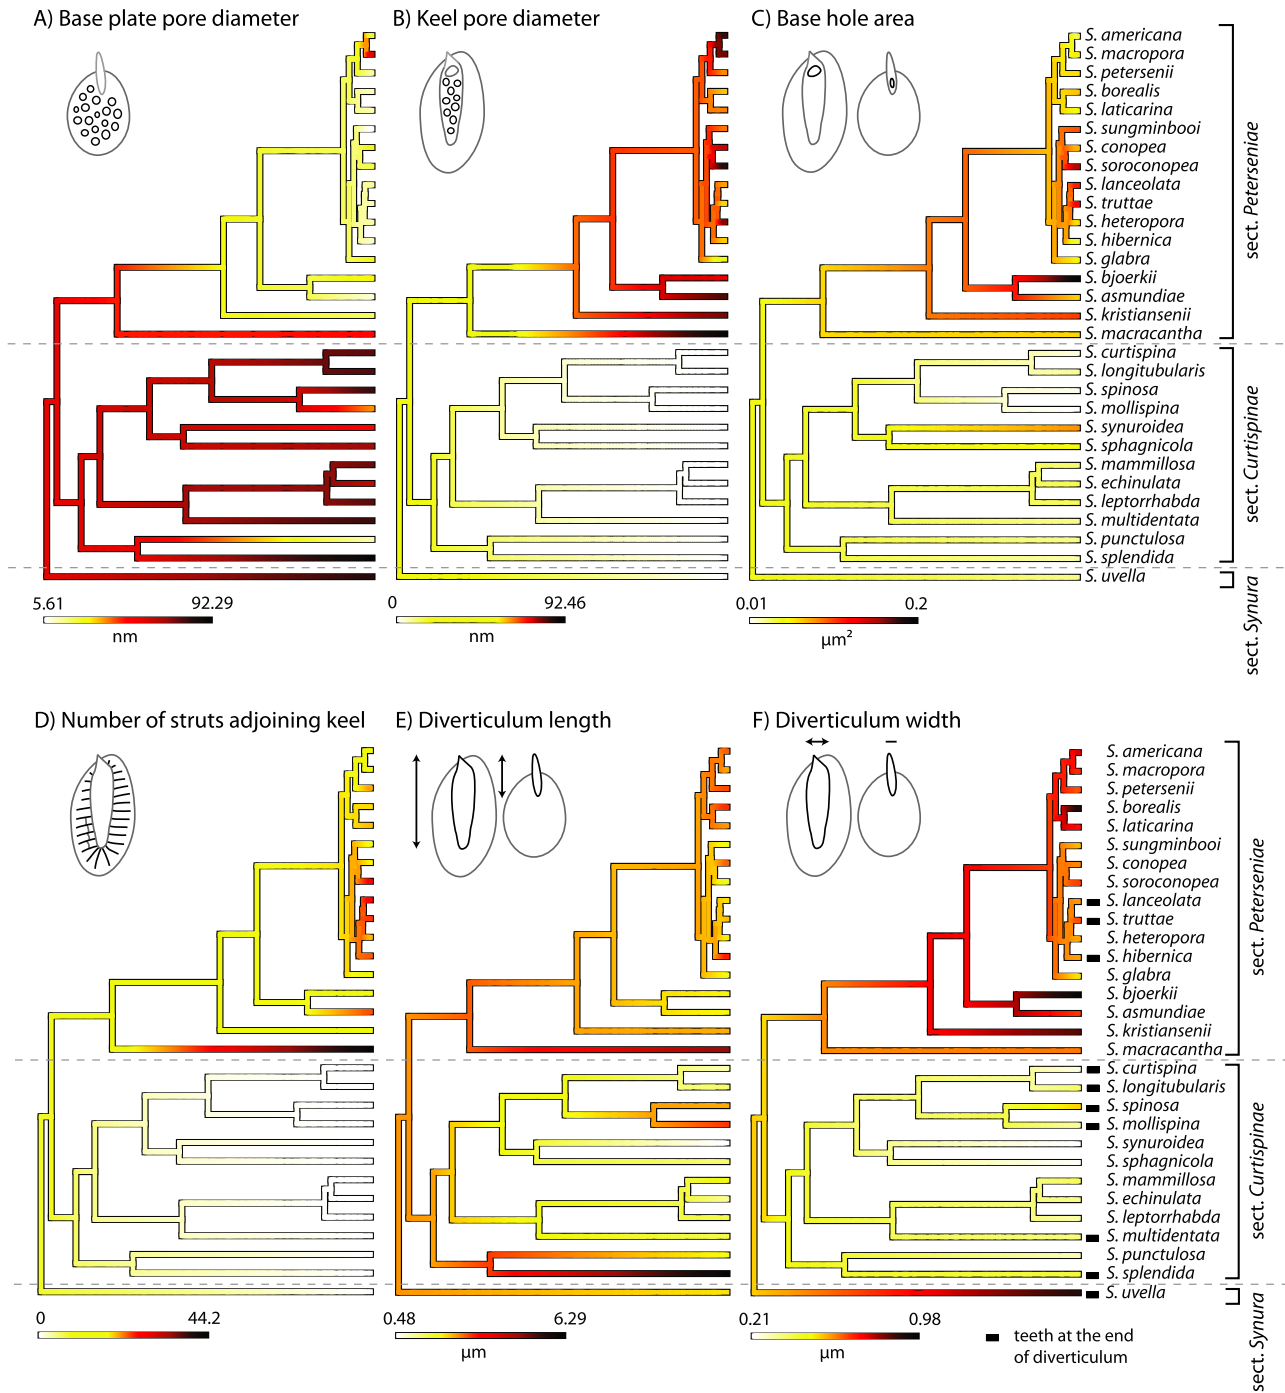 A) Base plate pore diameter
B) Keel pore diameter
C) Base hole area
S. americana
S. macropora
S. petersenii
S. borealis
S. laticarina
S. sungminbooi
S. conopea
S. soroconopea
S. lanceolata
S. truttae
S. heteropora
S. hibernica
S. glabra
S. bjoerkii
S. asmundiae
S. kristiansenii
S. macracantha
sect. Peterseniae
S. curtispina
S. longitubularis
S. spinosa
S. mollispina
S. synuroidea
S. sphagnicola
S. mammillosa
S. echinulata
S. leptorrhabda
S. multidentata
S. punctulosa
S. splendida
sect. Curtispinae
S. uvella
sect. Synura
5.61 92.29
nm
0 92.46
nm
0.01 0.2
µm²
D) Number of struts adjoining keel
E) Diverticulum length
F) Diverticulum width
S. americana
S. macropora
S. petersenii
S. borealis
S. laticarina
S. sungminbooi
S. conopea
S. soroconopea
S. lanceolata
S. truttae
S. heteropora
S. hibernica
S. glabra
S. bjoerkii
S. asmundiae
S. kristiansenii
S. macracantha
sect. Peterseniae
S. curtispina
S. longitubularis
S. spinosa
S. mollispina
S. synuroidea
S. sphagnicola
S. mammillosa
S. echinulata
S. leptorrhabda
S. multidentata
S. punctulosa
S. splendida
sect. Curtispinae
S. uvella
sect. Synura
0 44.2
µm
0.48 6.29
µm
0.21 0.98
µm
teeth at the end
of diverticulum